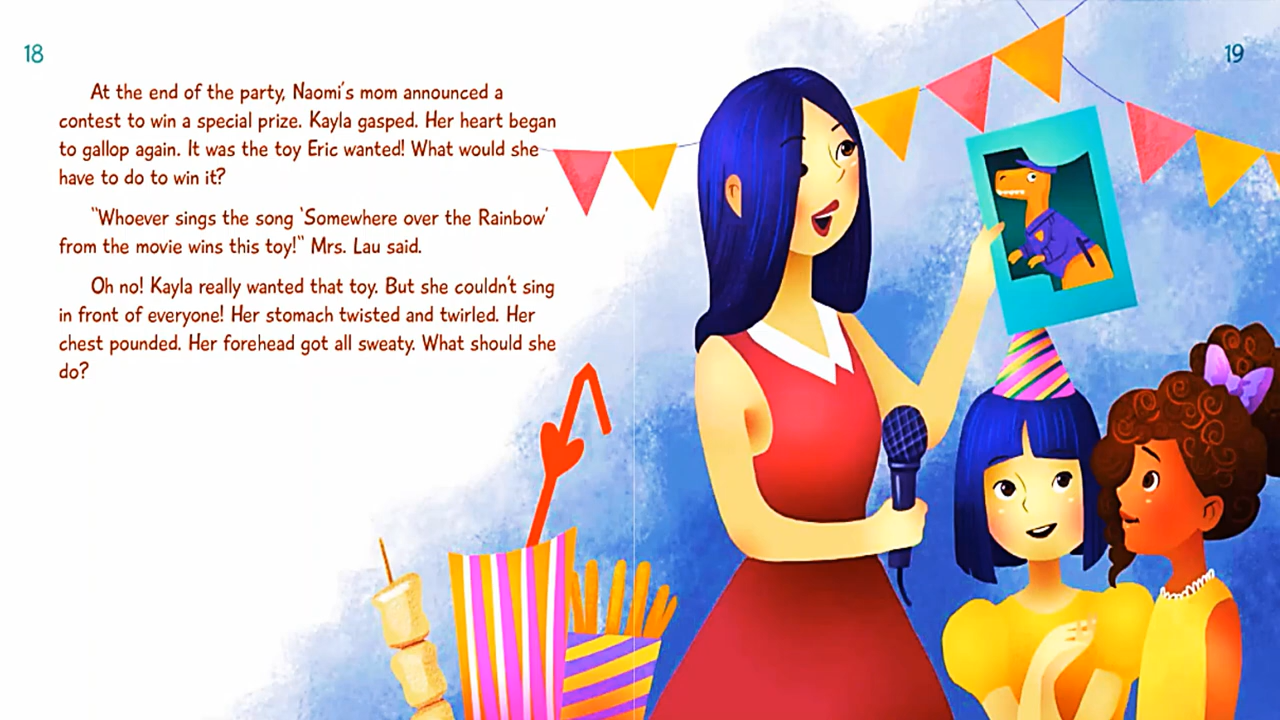 18
At the end of the party, Naomi's mom announced a
contest to win a special prize. Kayla gasped. Her heart began
to gallop again. It was the toy Eric wanted! What would she
have to do to win it?
"Whoever sings the song 'Somewhere over the Rainbow'
from the movie wins this toy!" Mrs. Lau said.
Oh no! Kayla really wanted that toy. But she couldn't sing
in front of everyone! Her stomach twisted and twirled. Her
chest pounded. Her forehead got all sweaty. What should she
do?
19